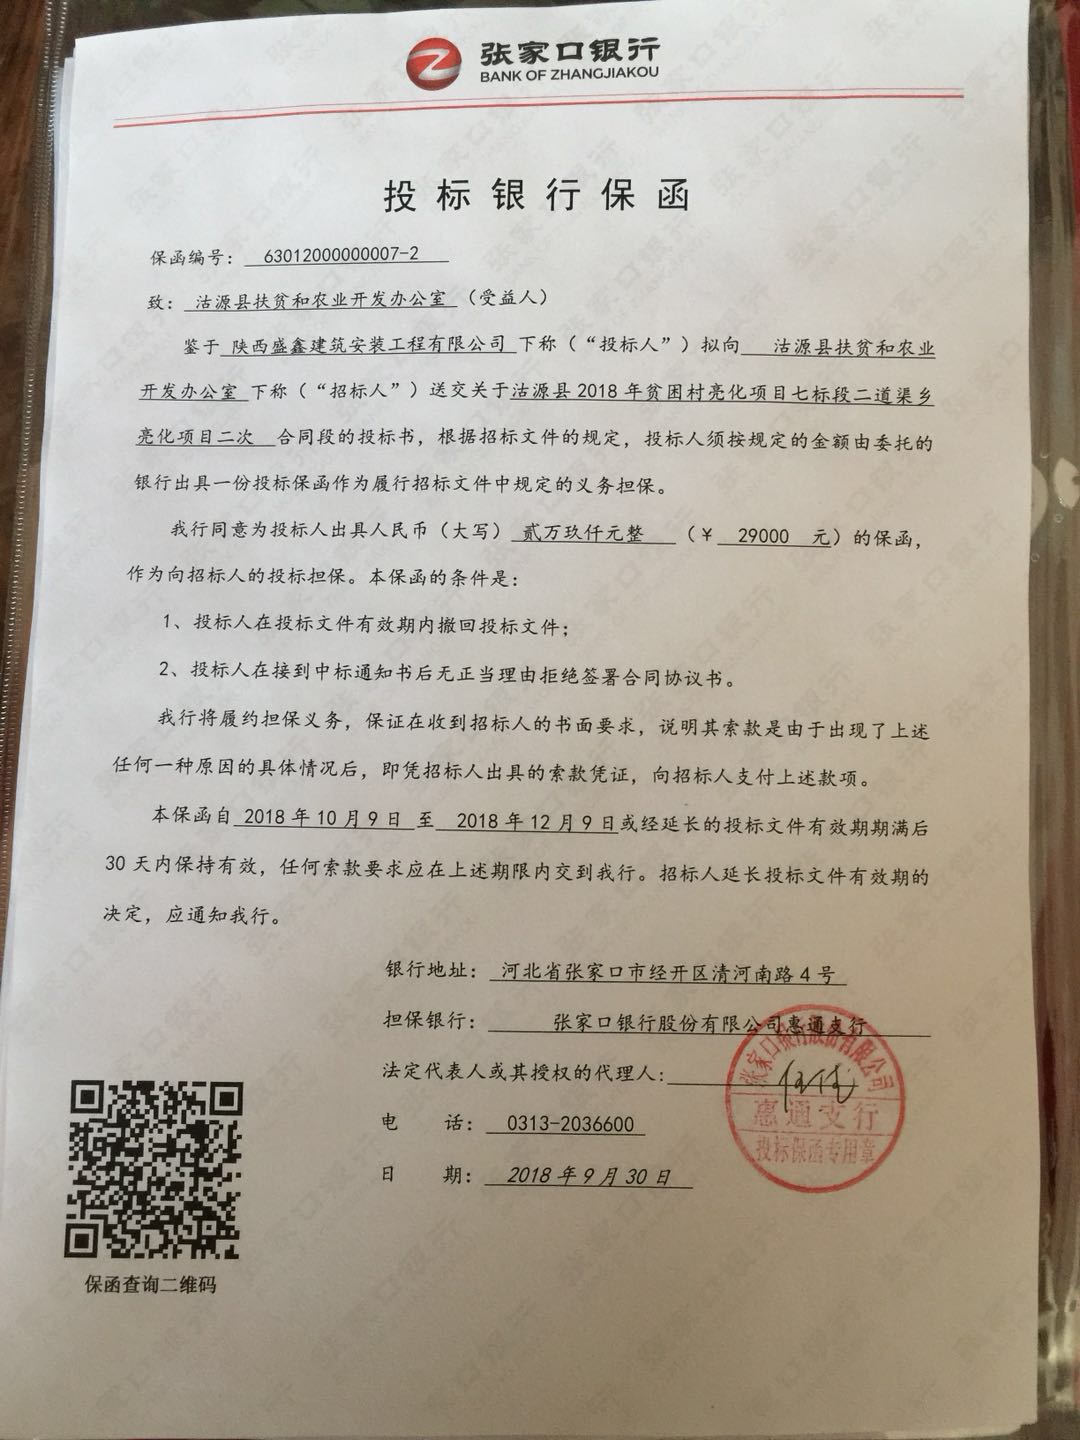 张家口银行
BANK OF ZHANGJIAKOU
投标银行保函
保函编号： 63012000000007-2
致： 沽源县扶贫和农业开发办公室 （受益人）
鉴于 陕西盛鑫建筑安装工程有限公司 下称（“投标人”）拟向 沽源县扶贫和农业
开发办公室 下称（“招标人”）送交关于沽源县2018年贫困村亮化项目七标段二道渠乡
亮化项目二次 合同段的投标书，根据招标文件的规定，投标人须按规定的金额由委托的
银行出具一份投标保函作为履行招标文件中规定的义务担保。
我行同意为投标人出具人民币（大写） 贰万玖仟元整 （￥ 29000 元）的保函，
作为向招标人的投标担保。本保函的条件是：
1、投标人在投标文件有效期内撤回投标文件；
2、投标人在接到中标通知书后无正当理由拒绝签署合同协议书。
我行将履约担保义务，保证在收到招标人的书面要求，说明其索款是由于出现了上述
任何一种原因的具体情况后，即凭招标人出具的索款凭证，向招标人支付上述款项。
本保函自 2018年10月9日 至 2018年12月9日或经延长的投标文件有效期期满后
30天内保持有效，任何索款要求应在上述期限内交到我行。招标人延长投标文件有效期的
决定，应通知我行。
银行地址： 河北省张家口市经开区清河南路4号
担保银行： 张家口银行股份有限公司惠通支行
法定代表人或其授权的代理人：
电 话： 0313-2036600
日 期： 2018年9月30日
张家口银行股份有限公司
惠通支行
投标保函专用章
保函查询二维码